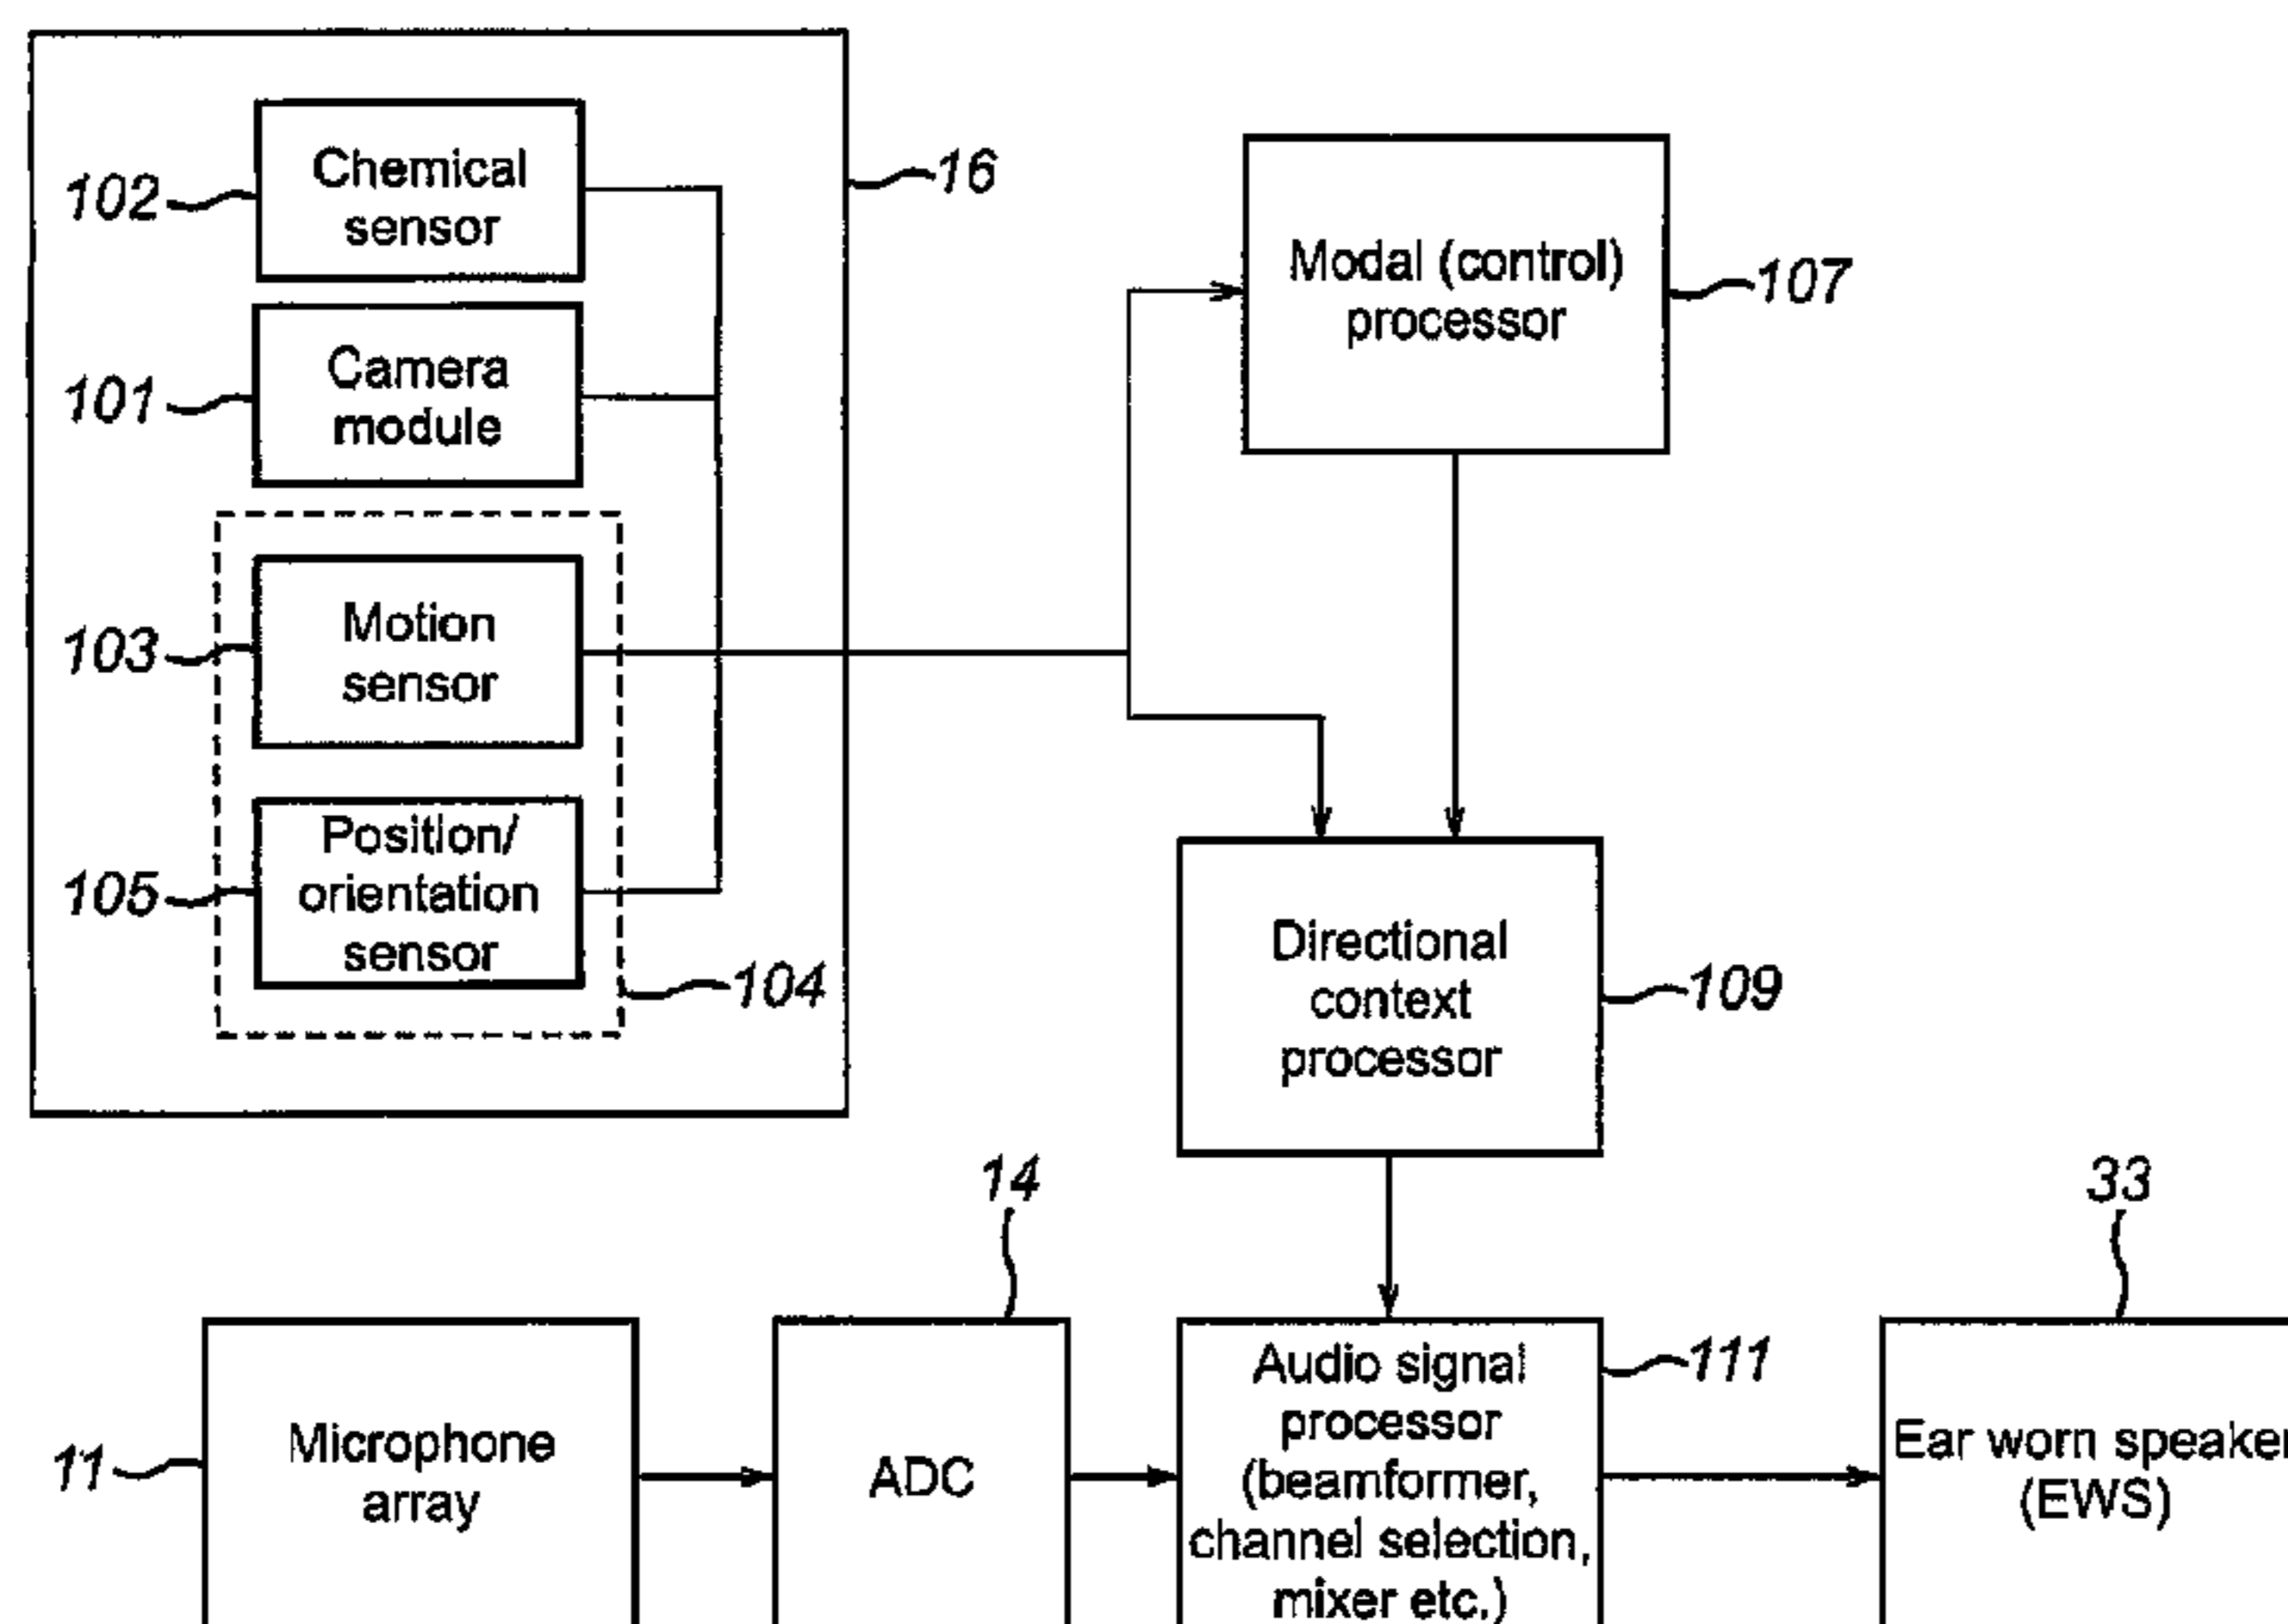 102
Chemical
sensor
16
101
Camera
module
103
Motion
sensor
105
Position/
orientation
sensor
104
Modal (control)
processor
107
Directional
context
processor
109
11
Microphone
array
14
ADC
Audio signal
processor
(beamformer,
channel selection,
mixer etc.)
111
33
Ear worn speaker
(EWS)